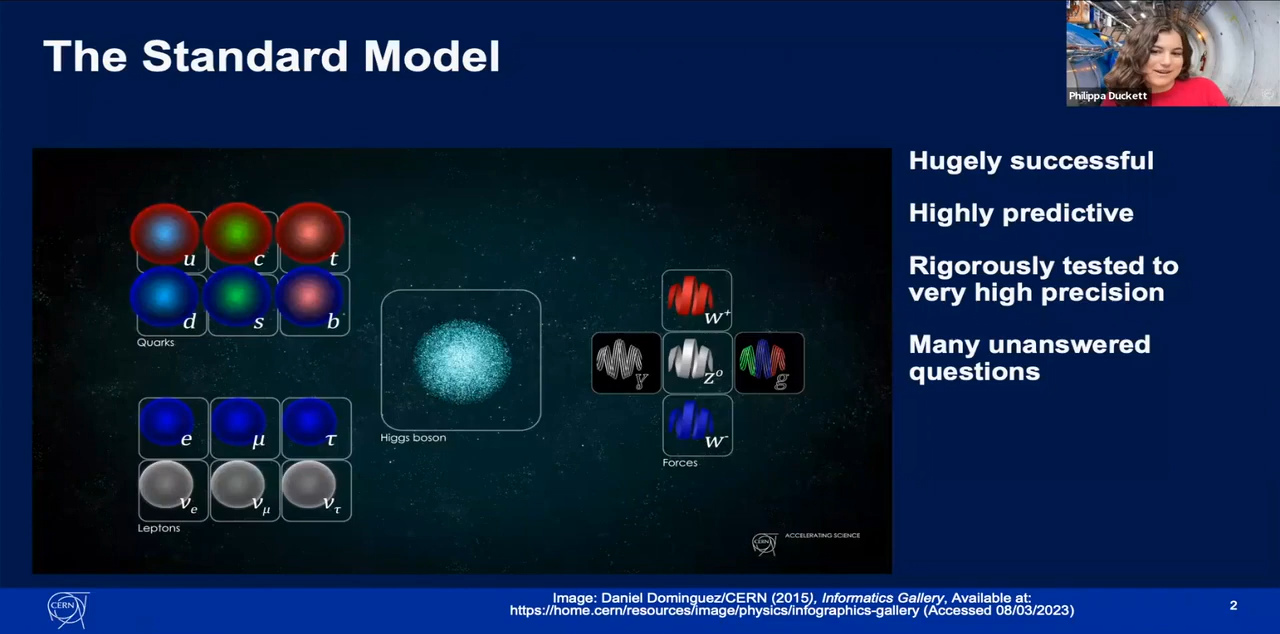 The Standard Model
Philippa Duckett
u c t
d s b
Quarks
e μ τ
νe νμ ντ
Leptons
Higgs boson
W⁺
γ Z⁰ g
W⁻
Forces
CERN
ACCELERATING SCIENCE
Hugely successful
Highly predictive
Rigorously tested to
very high precision
Many unanswered
questions
CERN
Image: Daniel Dominguez/CERN (2015), Informatics Gallery, Available at:
https://home.cern/resources/image/physics/infographics-gallery (Accessed 08/03/2023)
2